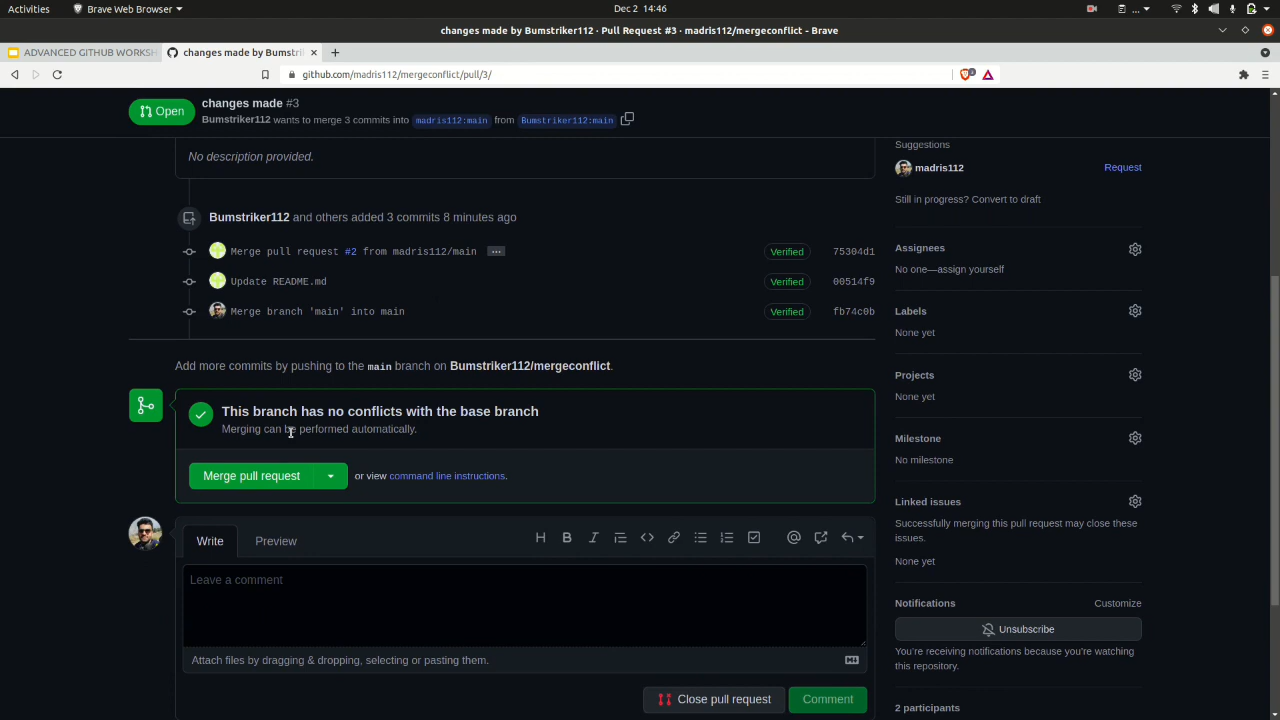 Activities
Brave Web Browser
Dec 2 14:46
...
changes made by Bumstriker112 · Pull Request #3 · madris112/mergeconflict - Brave
ADVANCED GITHUB WORKSH
changes made by Bumstri
github.com/madris112/mergeconflict/pull/3/
Open
changes made #3
Bumstriker112 wants to merge 3 commits into madris112:main from Bumstriker112:main
No description provided.
Bumstriker112 and others added 3 commits 8 minutes ago
Merge pull request #2 from madris112/main ...
Verified 75304d1
Update README.md
Verified 00514f9
Merge branch 'main' into main
Verified fb74c0b
Add more commits by pushing to the main branch on Bumstriker112/mergeconflict.
This branch has no conflicts with the base branch
Merging can be performed automatically.
Merge pull request
or view command line instructions.
Write
Preview
H B I
Leave a comment
Attach files by dragging & dropping, selecting or pasting them.
Close pull request
Comment
Suggestions
madris112
Request
Still in progress? Convert to draft
Assignees
No one—assign yourself
Labels
None yet
Projects
None yet
Milestone
No milestone
Linked issues
Successfully merging this pull request may close these
issues.
None yet
Notifications
Customize
Unsubscribe
You're receiving notifications because you're watching
this repository.
2 participants